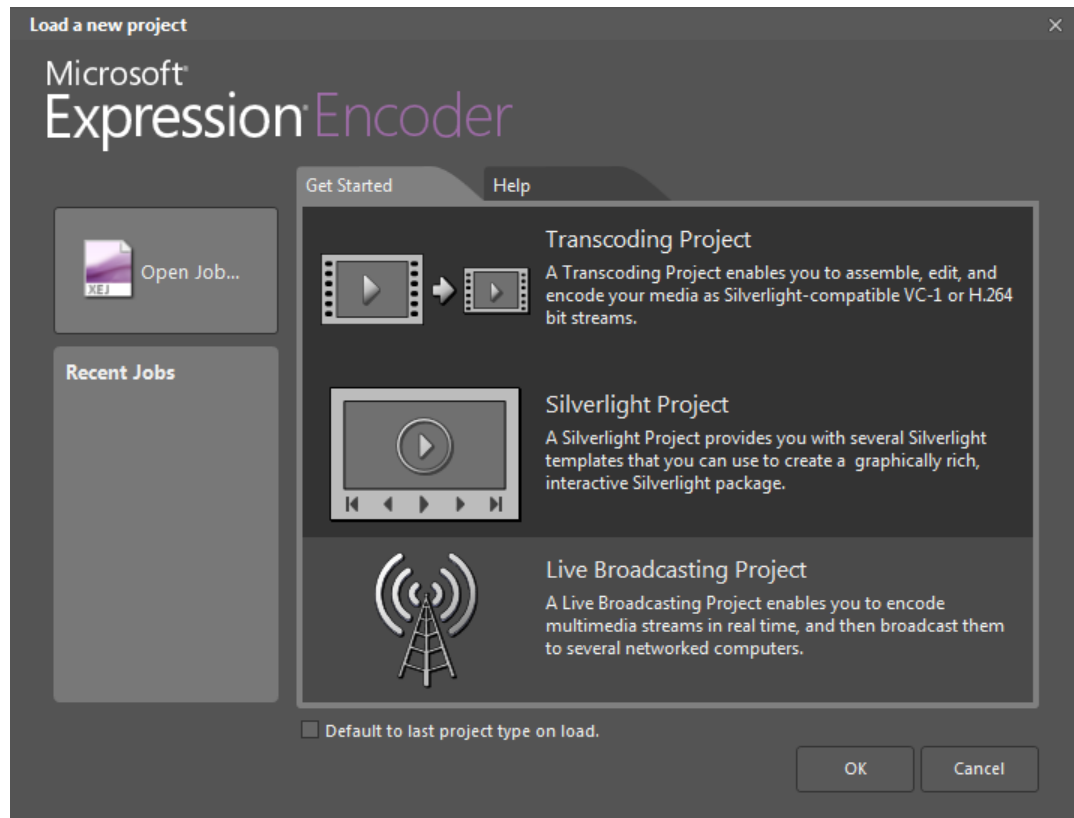 Load a new project
Microsoft®
Expression® Encoder
Get Started
Help
XEJ
Open Job...
Recent Jobs
Transcoding Project
A Transcoding Project enables you to assemble, edit, and
encode your media as Silverlight-compatible VC-1 or H.264
bit streams.
Silverlight Project
A Silverlight Project provides you with several Silverlight
templates that you can use to create a  graphically rich,
interactive Silverlight package.
Live Broadcasting Project
A Live Broadcasting Project enables you to encode
multimedia streams in real time, and then broadcast them
to several networked computers.
Default to last project type on load.
OK
Cancel